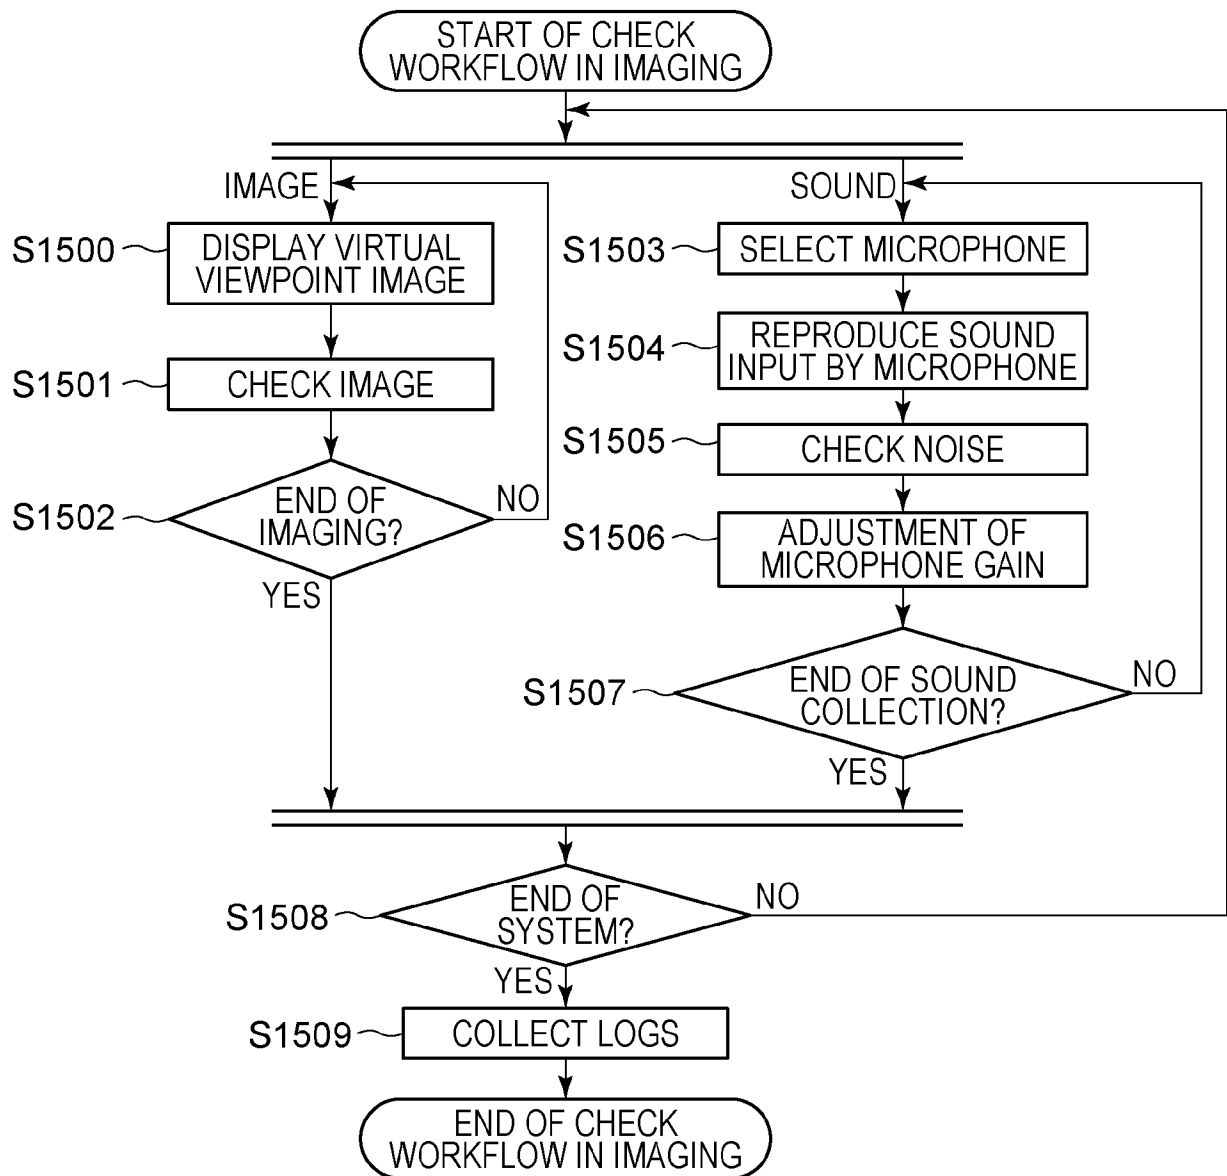 START OF CHECK
WORKFLOW IN IMAGING
IMAGE
S1500
DISPLAY VIRTUAL
VIEWPOINT IMAGE
S1501
CHECK IMAGE
S1502
END OF
IMAGING?
NO
YES
SOUND
S1503
SELECT MICROPHONE
S1504
REPRODUCE SOUND
INPUT BY MICROPHONE
S1505
CHECK NOISE
S1506
ADJUSTMENT OF
MICROPHONE GAIN
S1507
END OF SOUND
COLLECTION?
NO
YES
S1508
END OF
SYSTEM?
NO
YES
S1509
COLLECT LOGS
END OF CHECK
WORKFLOW IN IMAGING